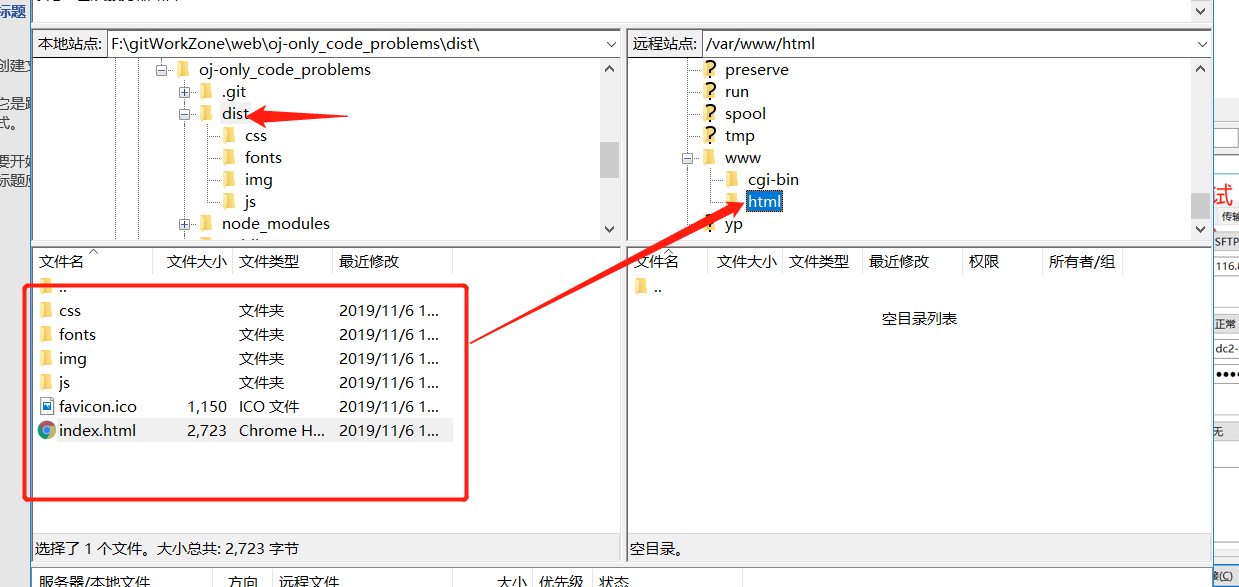 标题
创建文
它是距
式。
要开始
标题应
本地站点: F:\gitWorkZone\web\oj-only_code_problems\dist\
oj-only_code_problems
.git
dist
css
fonts
img
js
node_modules
文件名 文件大小 文件类型 最近修改
..
css 文件夹 2019/11/6 1...
fonts 文件夹 2019/11/6 1...
img 文件夹 2019/11/6 1...
js 文件夹 2019/11/6 1...
favicon.ico 1,150 ICO 文件 2019/11/6 1...
index.html 2,723 Chrome H... 2019/11/6 1...
选择了 1 个文件。大小总共: 2,723 字节
服务器/本地文件 方向 远程文件 大小 优先级 状态
远程站点: /var/www/html
preserve
run
spool
tmp
www
cgi-bin
html
yp
文件名 文件大小 文件类型 最近修改 权限 所有者/组
..
空目录列表
空目录。
试
传输
SFTP
116.8
正常
dc2-
••••
无
接(C)